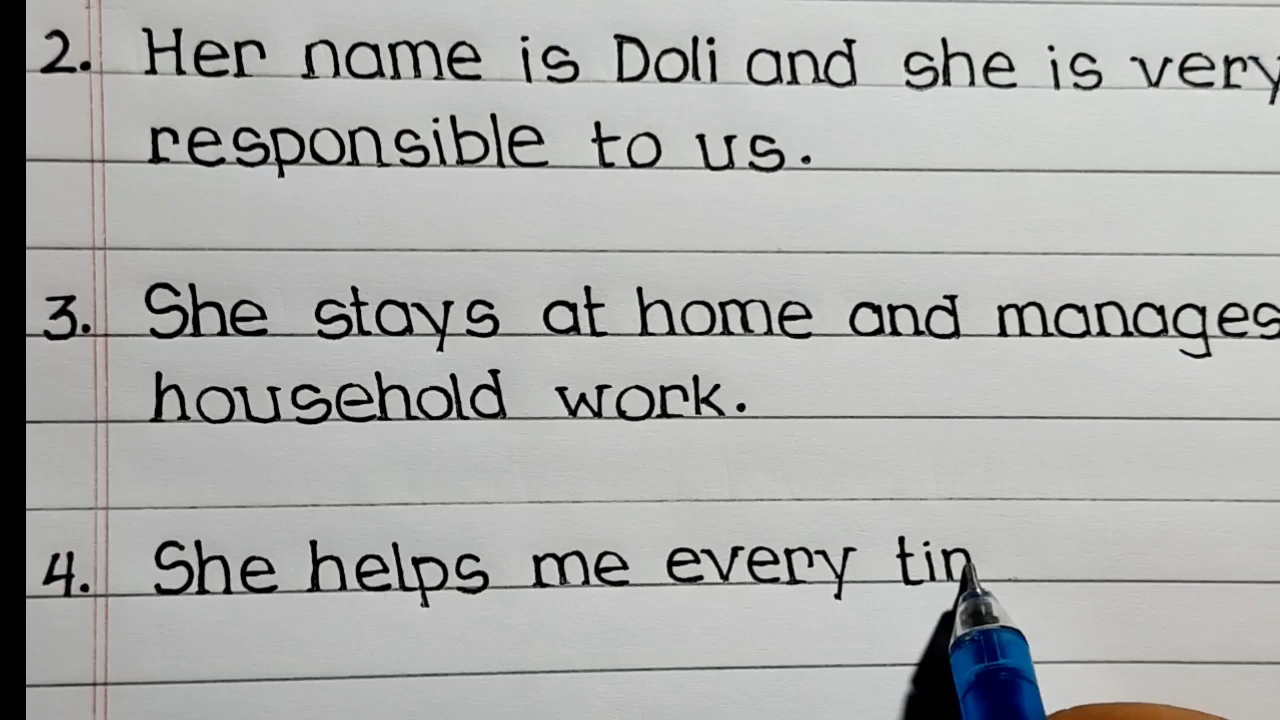 2. Her name is Doli and she is very
responsible to us.
3. She stays at home and manages
household work.
4. She helps me every tin